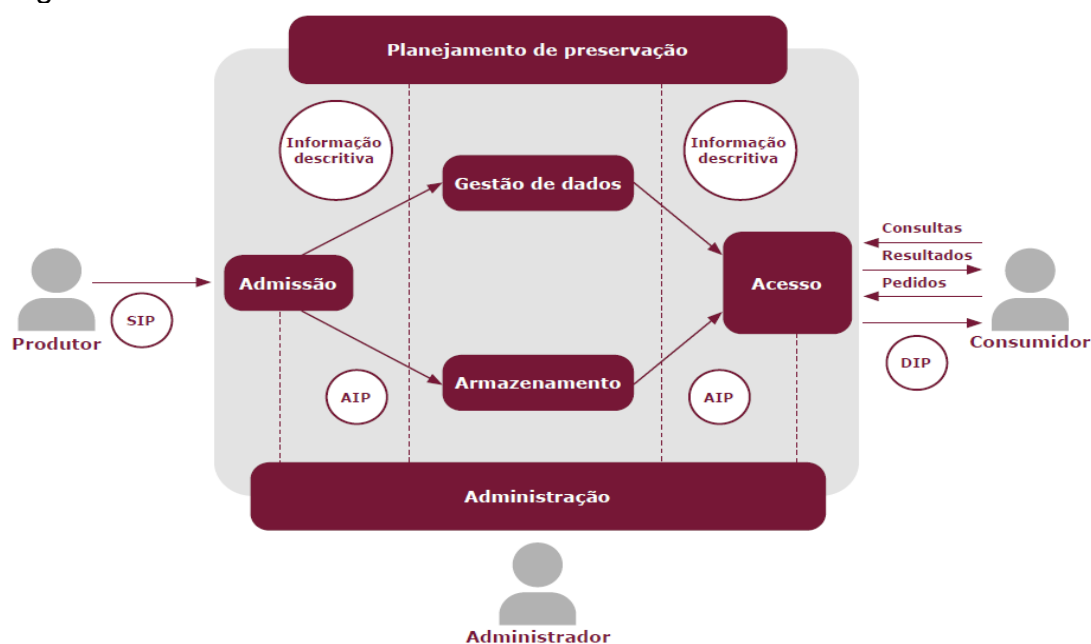 Planejamento de preservação
Informação
descritiva
Informação
descritiva
Gestão de dados
Consultas
Resultados
Admissão
Acesso
Pedidos
SIP
Produtor
Consumidor
DIP
Armazenamento
AIP
AIP
Administração
Administrador